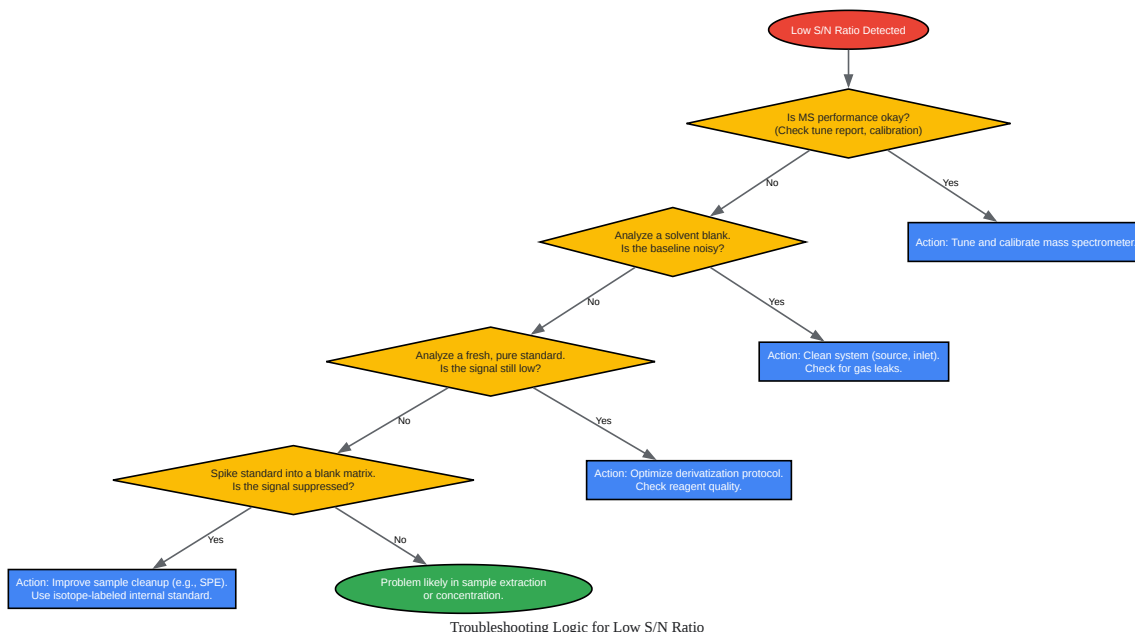 Low S/N Ratio Detected
Is MS performance okay?
(Check tune report, calibration)
No
Yes
Analyze a solvent blank.
Is the baseline noisy?
Action: Tune and calibrate mass spectrometer.
No
Yes
Analyze a fresh, pure standard.
Is the signal still low?
Action: Clean system (source, inlet).
Check for gas leaks.
No
Yes
Spike standard into a blank matrix.
Is the signal suppressed?
Action: Optimize derivatization protocol.
Check reagent quality.
Yes
No
Action: Improve sample cleanup (e.g., SPE).
Use isotope-labeled internal standard.
Problem likely in sample extraction
or concentration.
Troubleshooting Logic for Low S/N Ratio